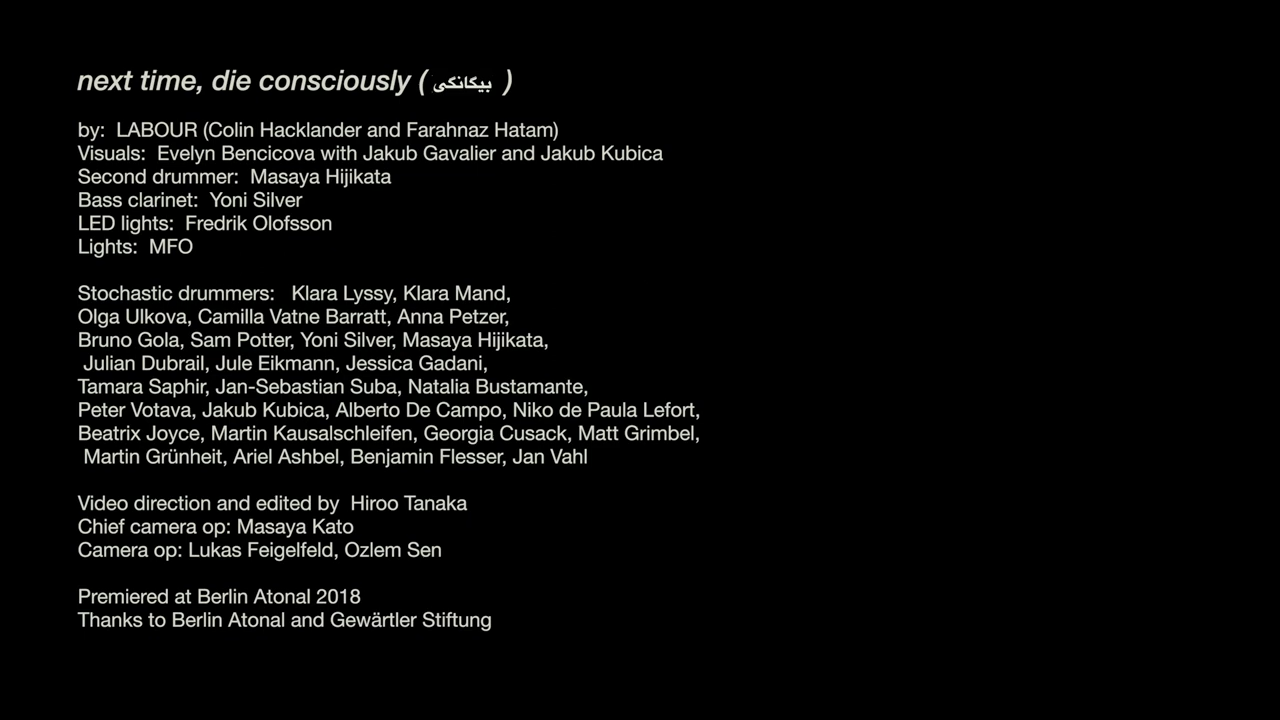 next time, die consciously ( بیگانگی )
by: LABOUR (Colin Hacklander and Farahnaz Hatam)
Visuals: Evelyn Bencicova with Jakub Gavalier and Jakub Kubica
Second drummer: Masaya Hijikata
Bass clarinet: Yoni Silver
LED lights: Fredrik Olofsson
Lights: MFO
Stochastic drummers: Klara Lyssy, Klara Mand,
Olga Ulkova, Camilla Vatne Barratt, Anna Petzer,
Bruno Gola, Sam Potter, Yoni Silver, Masaya Hijikata,
Julian Dubrail, Jule Eikmann, Jessica Gadani,
Tamara Saphir, Jan-Sebastian Suba, Natalia Bustamante,
Peter Votava, Jakub Kubica, Alberto De Campo, Niko de Paula Lefort,
Beatrix Joyce, Martin Kausalschleifen, Georgia Cusack, Matt Grimbel,
Martin Grünheit, Ariel Ashbel, Benjamin Flesser, Jan Vahl
Video direction and edited by Hiroo Tanaka
Chief camera op: Masaya Kato
Camera op: Lukas Feigelfeld, Ozlem Sen
Premiered at Berlin Atonal 2018
Thanks to Berlin Atonal and Gewärtler Stiftung